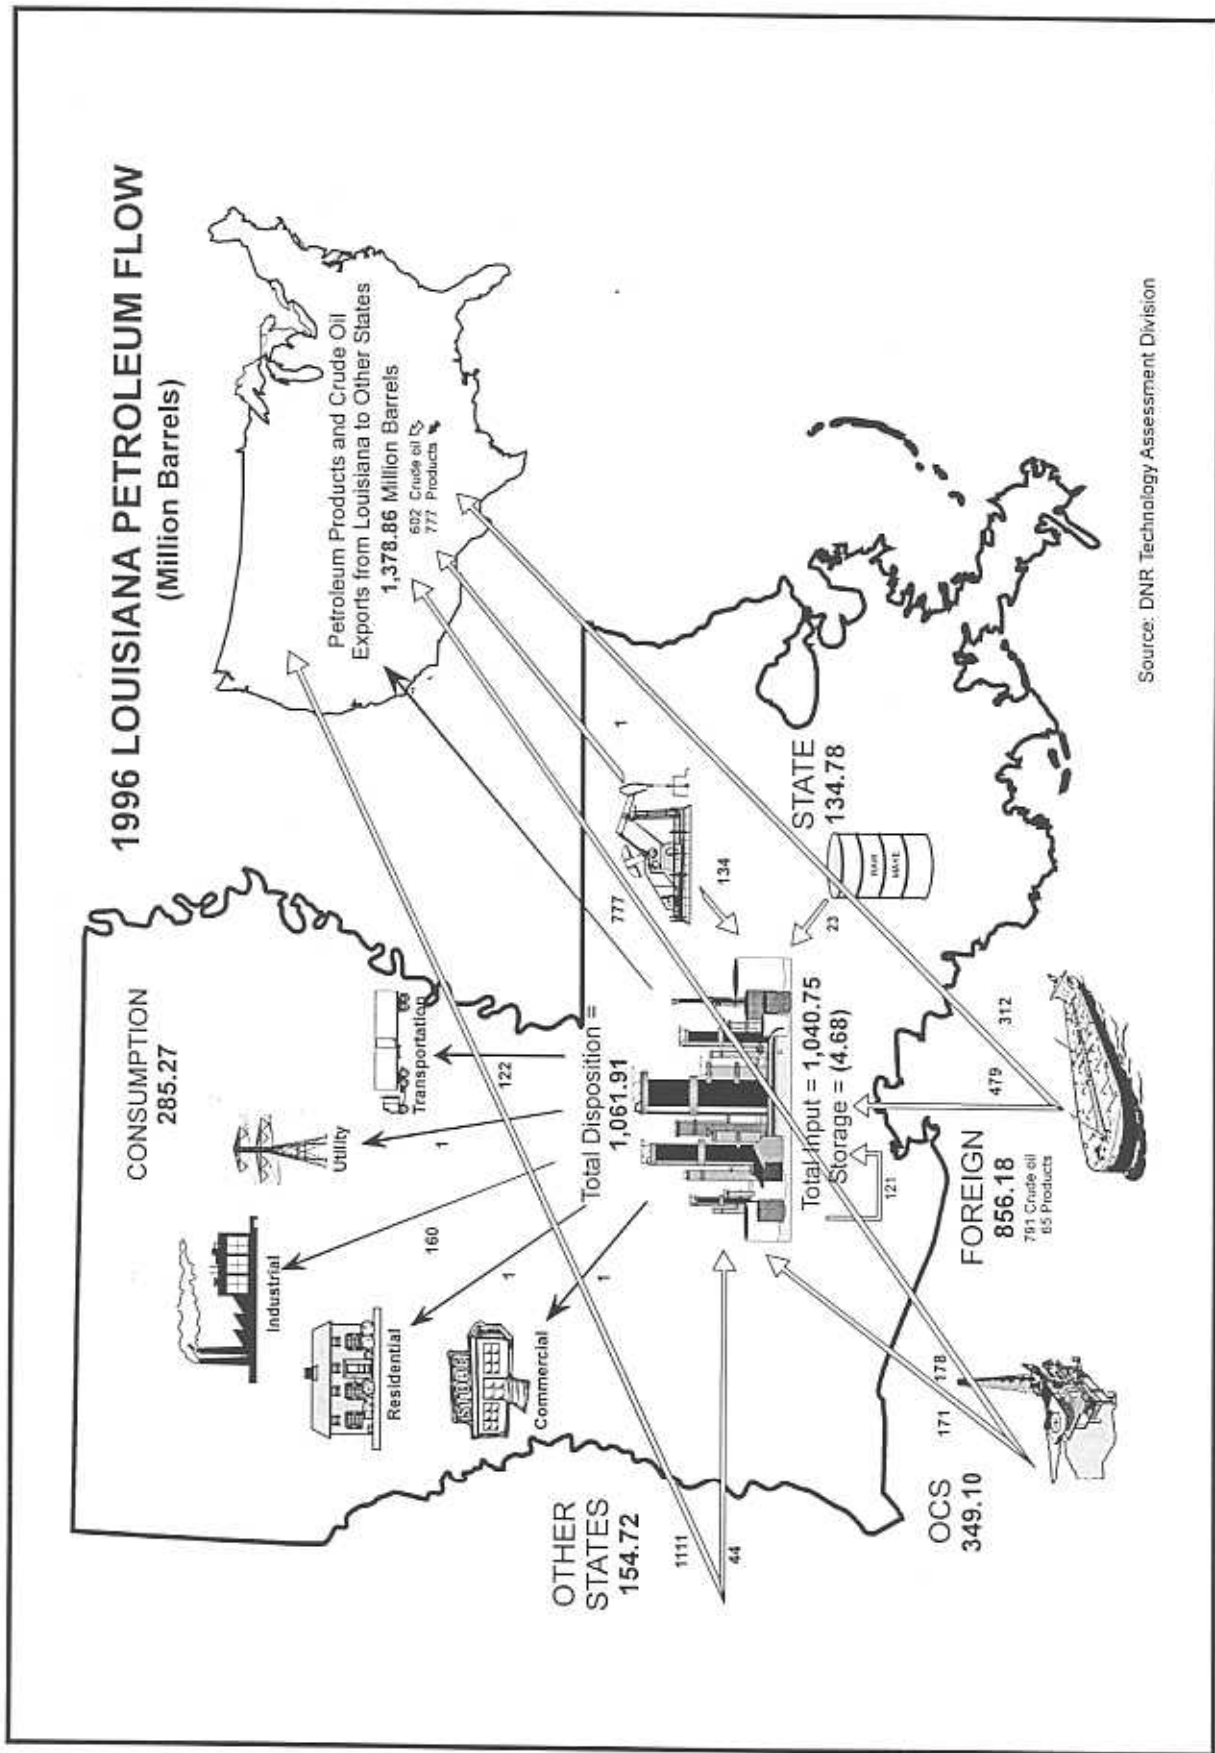 1996 LOUISIANA PETROLEUM FLOW
(Million Barrels)
CONSUMPTION
285.27
Transportation
Utility
Industrial
Residential
STORE
Commercial
122
1
160
1
1
Petroleum Products and Crude Oil
Exports from Louisiana to Other States
1,378.86 Million Barrels
602 Crude oil
777 Products
777
1
Total Disposition =
1,061.91
OTHER
STATES
154.72
1111
44
134
STATE
134.78
RAW
MAKE
23
Total Input = 1,040.75
Storage = (4.68)
121
FOREIGN
856.18
791 Crude oil
65 Products
479
312
OCS
349.10
171
178
Source: DNR Technology Assessment Division